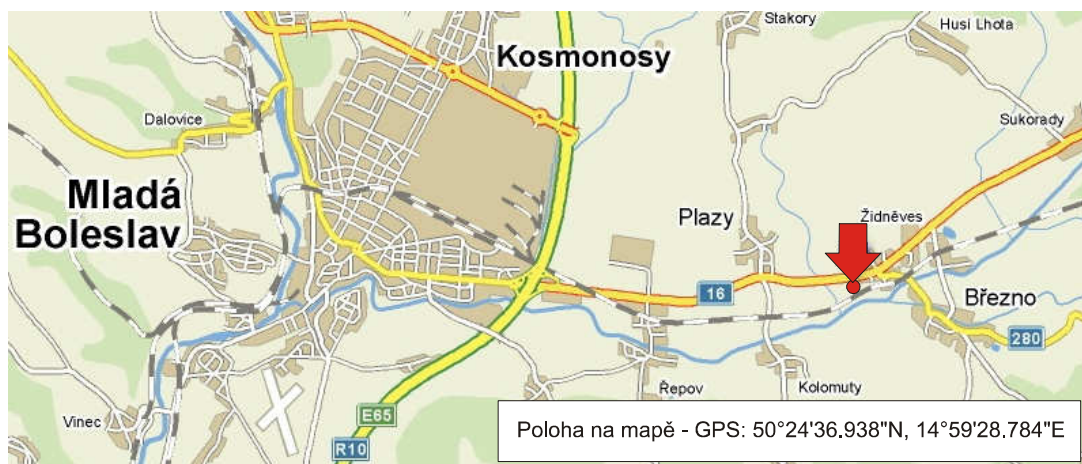 Stakory
Husi Lhota
Kosmonosy
Dalovice
Sukorady
Mladá
Boleslav
Plazy
Židněves
16
Březno
280
Řepov
Kolomuty
E65
Vinec
R10
Poloha na mapě - GPS: 50°24'36.938"N, 14°59'28.784"E